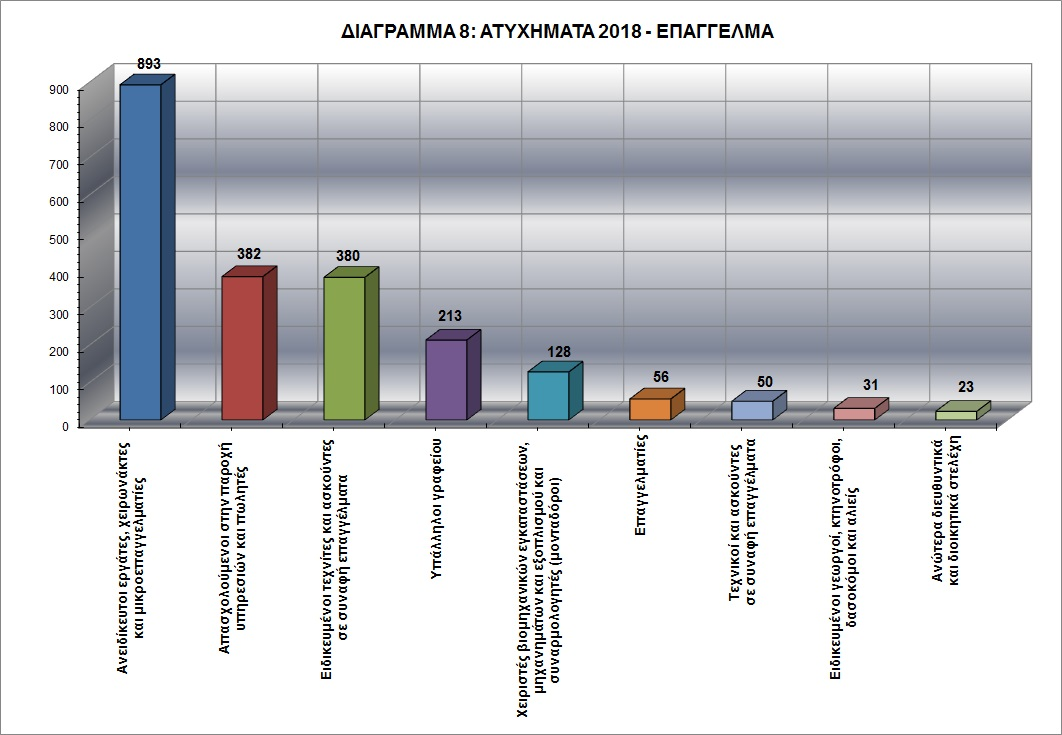 ΔΙΑΓΡΑΜΜΑ 8: ΑΤΥΧΗΜΑΤΑ 2018 - ΕΠΑΓΓΕΛΜΑ
900
800
700
600
500
400
300
200
100
0
893
382
380
213
128
56
50
31
23
Ανειδίκευτοι εργάτες, χειρωνάκτες
και μικροεπαγγελματίες
Απασχολούμενοι στην παροχή
υπηρεσιών και πωλητές
Ειδικευμένοι τεχνίτες και ασκούντες
σε συναφή επαγγέλματα
Υπάλληλοι γραφείου
Χειριστές βιομηχανικών εγκαταστάσεων,
μηχανημάτων και εξοπλισμού και
συναρμολογητές (μονταδόροι)
Επαγγελματίες
Τεχνικοί και ασκούντες
σε συναφή επαγγέλματα
Ειδικευμένοι γεωργοί, κτηνοτρόφοι,
δασοκόμοι και αλιείς
Ανώτερα διευθυντικά
και διοικητικά στελέχη